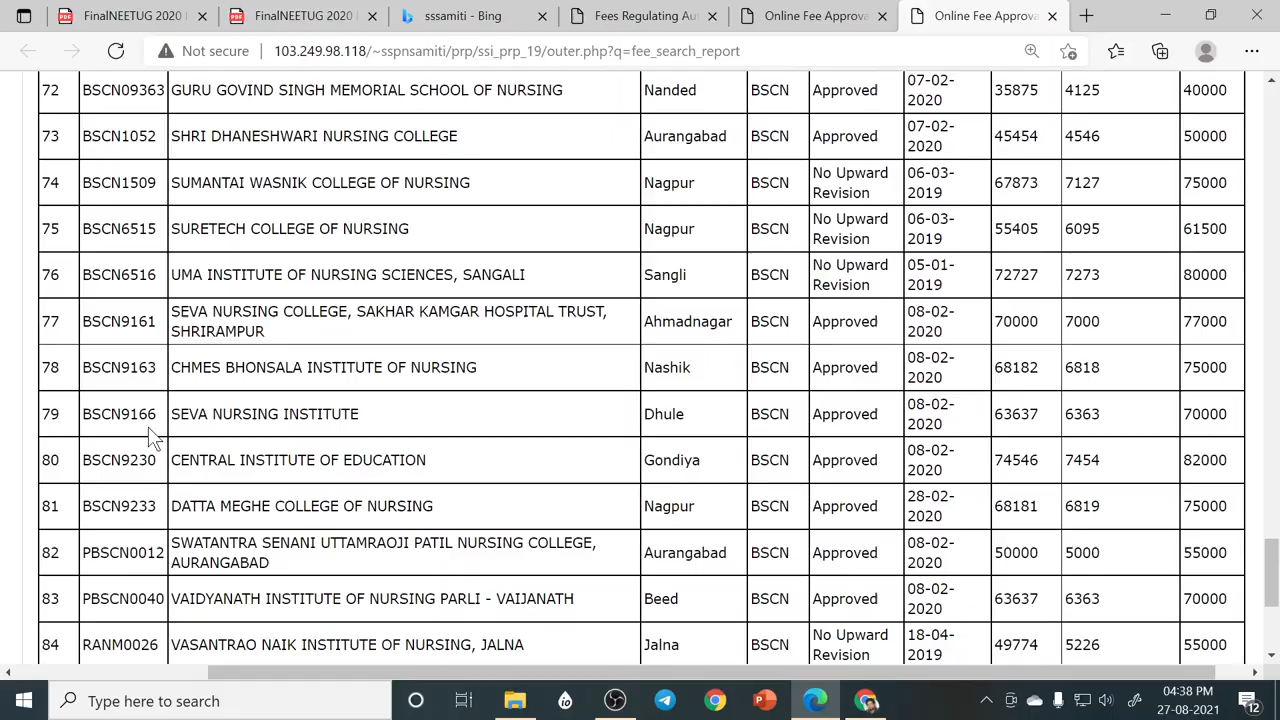 FinalNEETUG 2020
FinalNEETUG 2020
sssamiti - Bing
Fees Regulating Au
Online Fee Approva
Online Fee Approva
Not secure
103.249.98.118/~sspnsamiti/prp/ssi_prp_19/outer.php?q=fee_search_report
72 BSCN09363 GURU GOVIND SINGH MEMORIAL SCHOOL OF NURSING Nanded BSCN Approved 07-02-
2020 35875 4125 40000
73 BSCN1052 SHRI DHANESHWARI NURSING COLLEGE Aurangabad BSCN Approved 07-02-
2020 45454 4546 50000
74 BSCN1509 SUMANTAI WASNIK COLLEGE OF NURSING Nagpur BSCN No Upward
Revision 06-03-
2019 67873 7127 75000
75 BSCN6515 SURETECH COLLEGE OF NURSING Nagpur BSCN No Upward
Revision 06-03-
2019 55405 6095 61500
76 BSCN6516 UMA INSTITUTE OF NURSING SCIENCES, SANGALI Sangli BSCN No Upward
Revision 05-01-
2019 72727 7273 80000
77 BSCN9161 SEVA NURSING COLLEGE, SAKHAR KAMGAR HOSPITAL TRUST,
SHRIRAMPUR Ahmadnagar BSCN Approved 08-02-
2020 70000 7000 77000
78 BSCN9163 CHMES BHONSALA INSTITUTE OF NURSING Nashik BSCN Approved 08-02-
2020 68182 6818 75000
79 BSCN9166 SEVA NURSING INSTITUTE Dhule BSCN Approved 08-02-
2020 63637 6363 70000
80 BSCN9230 CENTRAL INSTITUTE OF EDUCATION Gondiya BSCN Approved 08-02-
2020 74546 7454 82000
81 BSCN9233 DATTA MEGHE COLLEGE OF NURSING Nagpur BSCN Approved 28-02-
2020 68181 6819 75000
82 PBSCN0012 SWATANTRA SENANI UTTAMRAOJI PATIL NURSING COLLEGE,
AURANGABAD Aurangabad BSCN Approved 08-02-
2020 50000 5000 55000
83 PBSCN0040 VAIDYANATH INSTITUTE OF NURSING PARLI - VAIJANATH Beed BSCN Approved 08-02-
2020 63637 6363 70000
84 RANM0026 VASANTRAO NAIK INSTITUTE OF NURSING, JALNA Jalna BSCN No Upward
Revision 18-04-
2019 49774 5226 55000
Type here to search
04:38 PM
27-08-2021
12